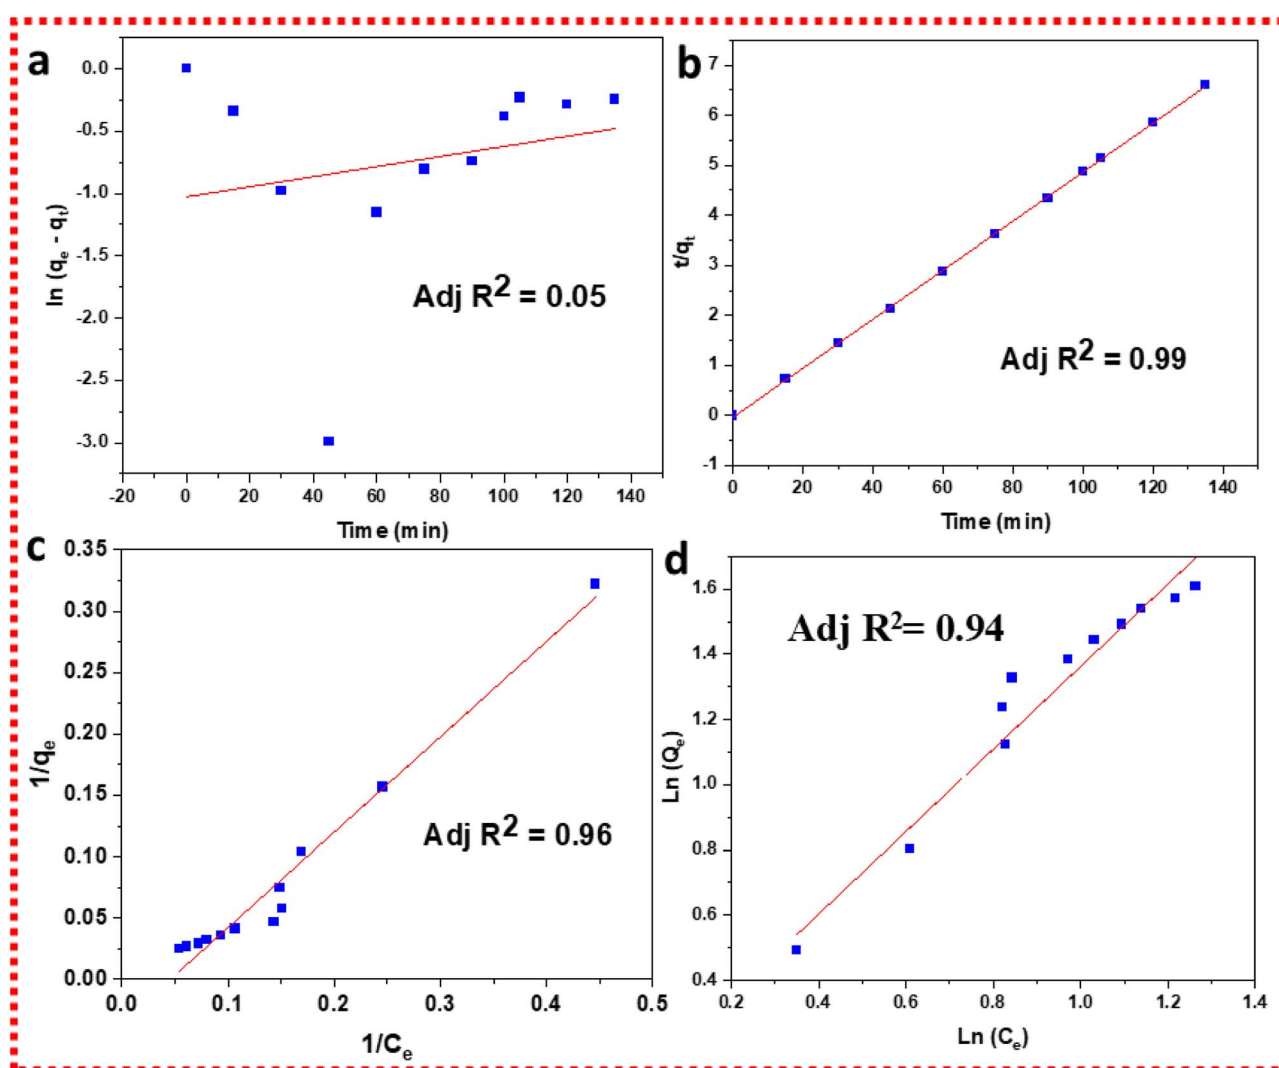 a
0.0
-0.5
-1.0
-1.5
-2.0
-2.5
-3.0
ln (qₑ - qₜ)
Adj R² = 0.05
-20 0 20 40 60 80 100 120 140
Time (min)
b
7
6
5
4
3
2
1
0
-1
t/qₜ
Adj R² = 0.99
0 20 40 60 80 100 120 140
Time (min)
c
0.35
0.30
0.25
0.20
0.15
0.10
0.05
0.00
1/qₑ
Adj R² = 0.96
0.0 0.1 0.2 0.3 0.4 0.5
1/Cₑ
d
1.6
1.4
1.2
1.0
0.8
0.6
0.4
Ln (Qₑ)
Adj R²= 0.94
0.2 0.4 0.6 0.8 1.0 1.2 1.4
Ln (Cₑ)